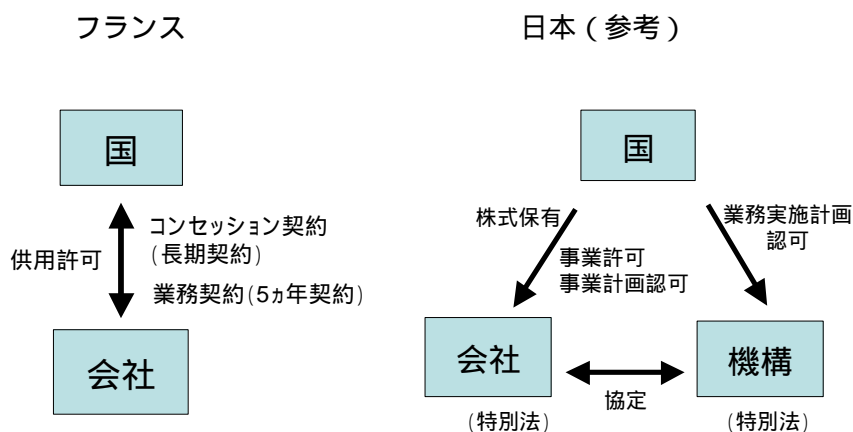 フランス
国
供用許可
コンセッション契約
(長期契約)
業務契約(5ヵ年契約)
会社
日本(参考)
国
株式保有
事業許可
事業計画認可
業務実施計画
認可
会社
(特別法)
協定
機構
(特別法)